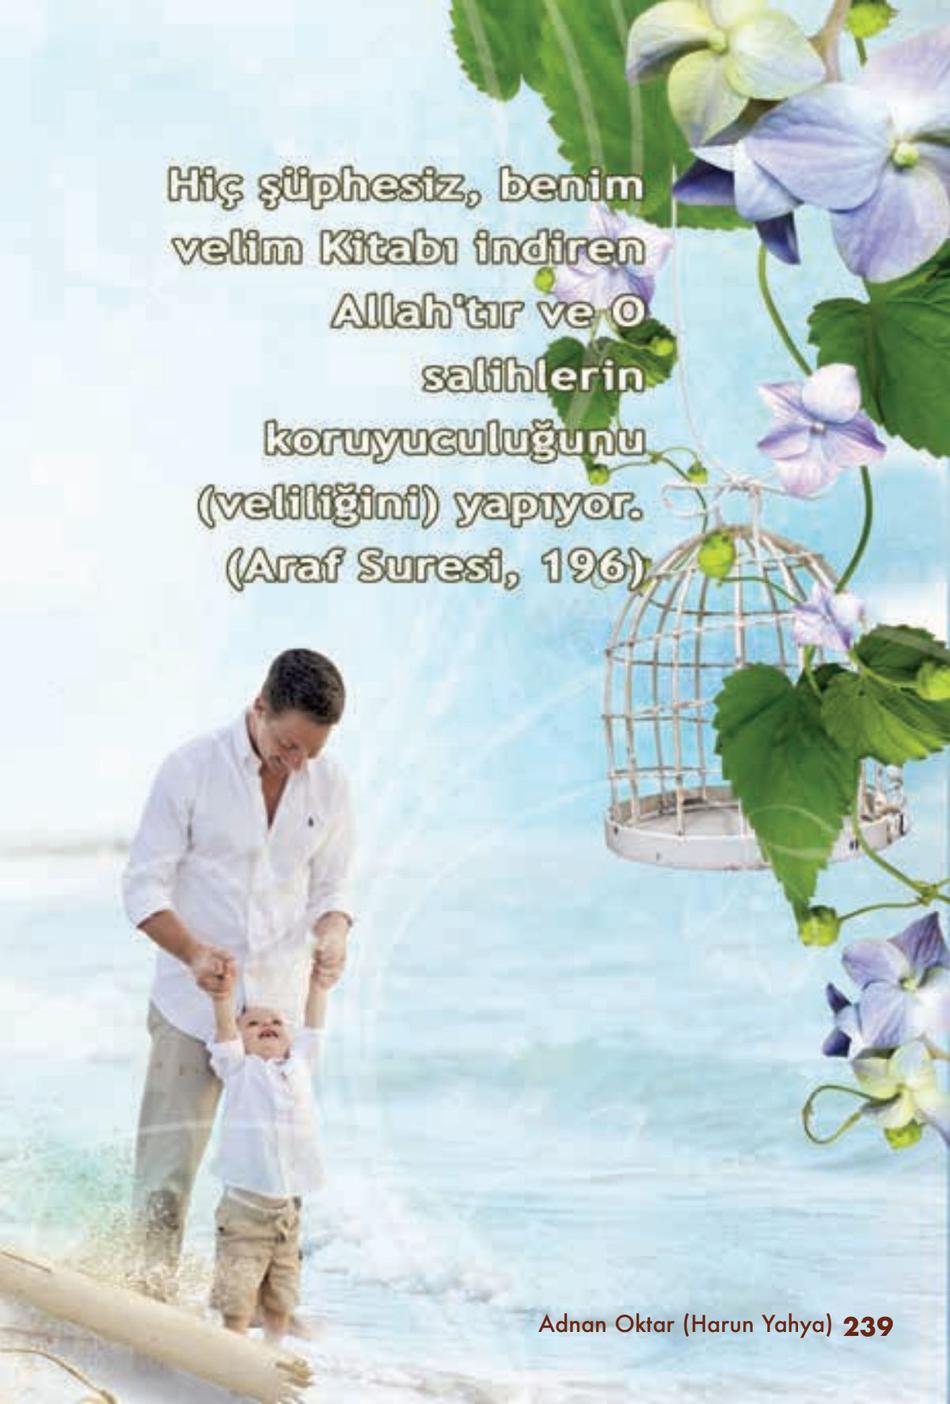 Hiç şüphesiz, benim
velim Kitabı indiren
Allah'tır ve O
salihlerin
koruyuculuğunu
(veliliğini) yapıyor.
(Araf Suresi, 196)
Adnan Oktar (Harun Yahya) 239